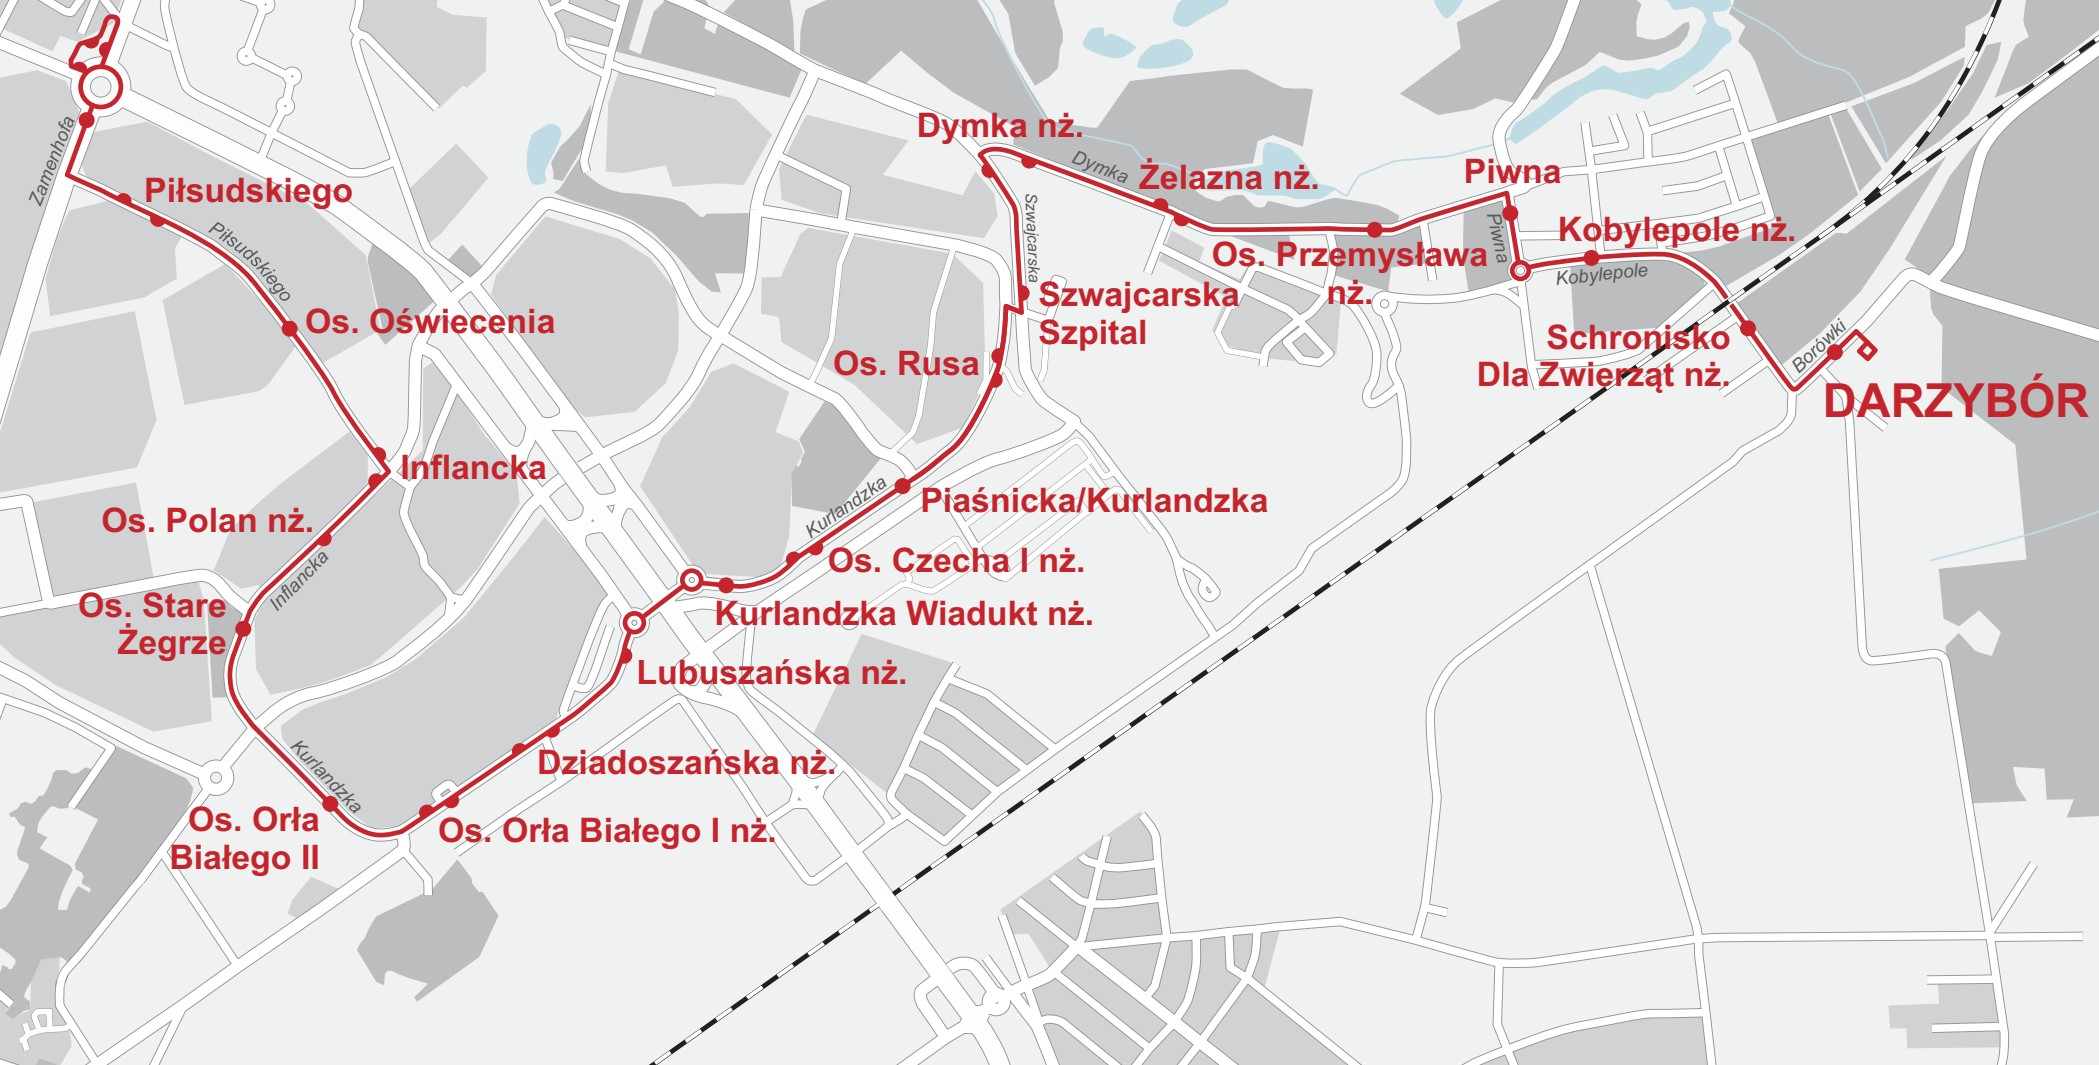 Zamenhofa
Piłsudskiego
Piłsudskiego
Os. Oświecenia
Inflancka
Os. Polan nż.
Inflancka
Os. Stare
Żegrze
Kurlandzka
Os. Orła
Białego II
Os. Orła Białego I nż.
Dziadoszańska nż.
Lubuszańska nż.
Kurlandzka Wiadukt nż.
Os. Czecha I nż.
Kurlandzka
Piaśnicka/Kurlandzka
Os. Rusa
Szwajcarska
Szpital
Szwajcarska
Dymka nż.
Dymka
Żelazna nż.
Os. Przemysława
nż.
Piwna
Piwna
Kobylepole nż.
Kobylepole
Schronisko
Dla Zwierząt nż.
Borówki
DARZYBÓR